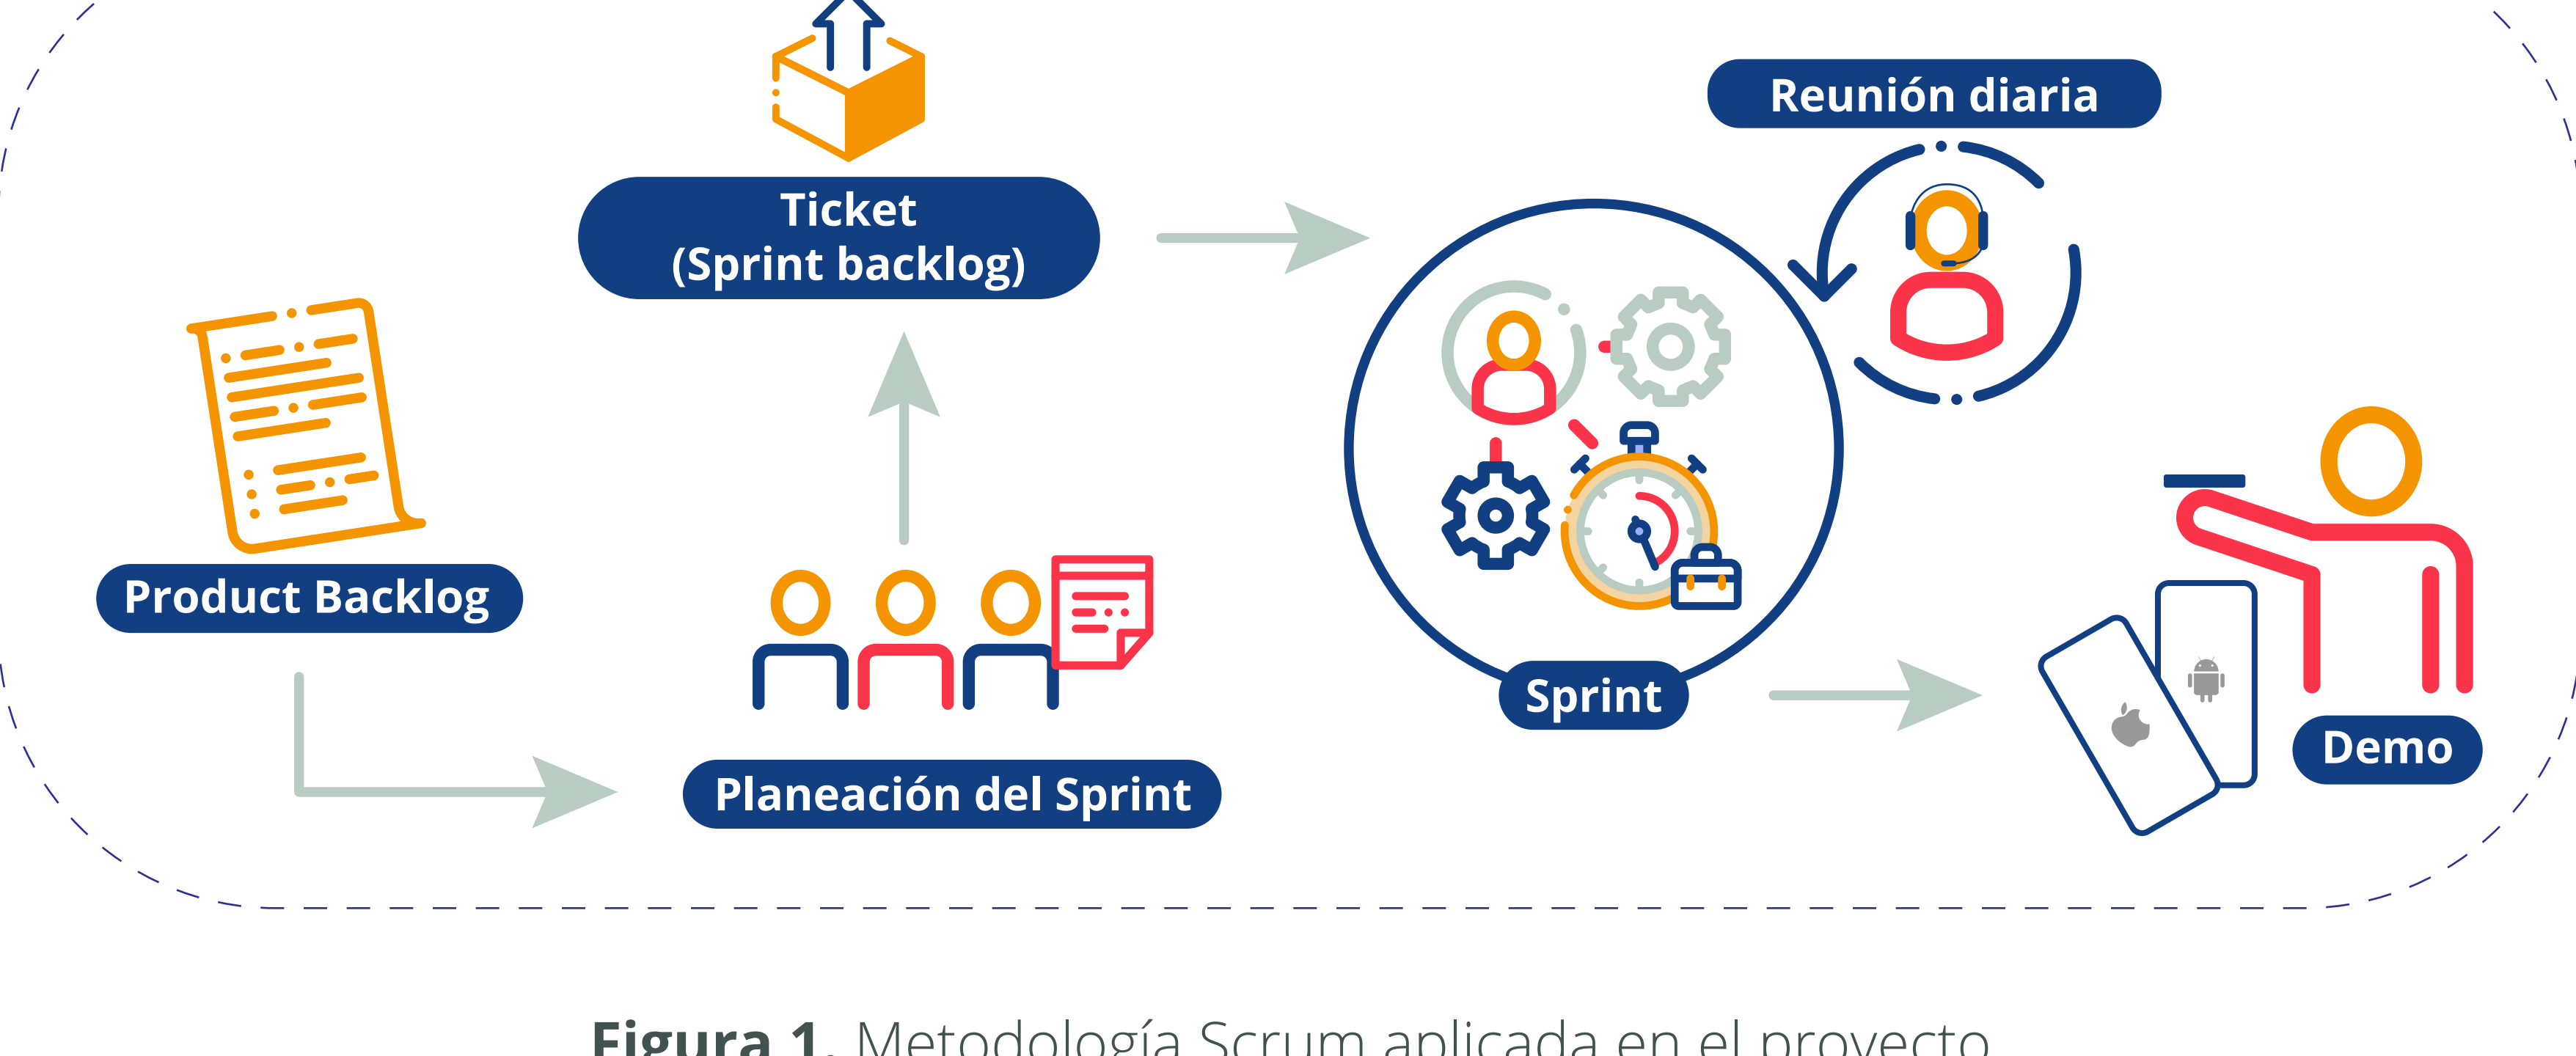 Reunión diaria
Ticket
(Sprint backlog)
Product Backlog
Sprint
Demo
Planeación del Sprint
Figura 1. Metodología Scrum aplicada en el proyecto